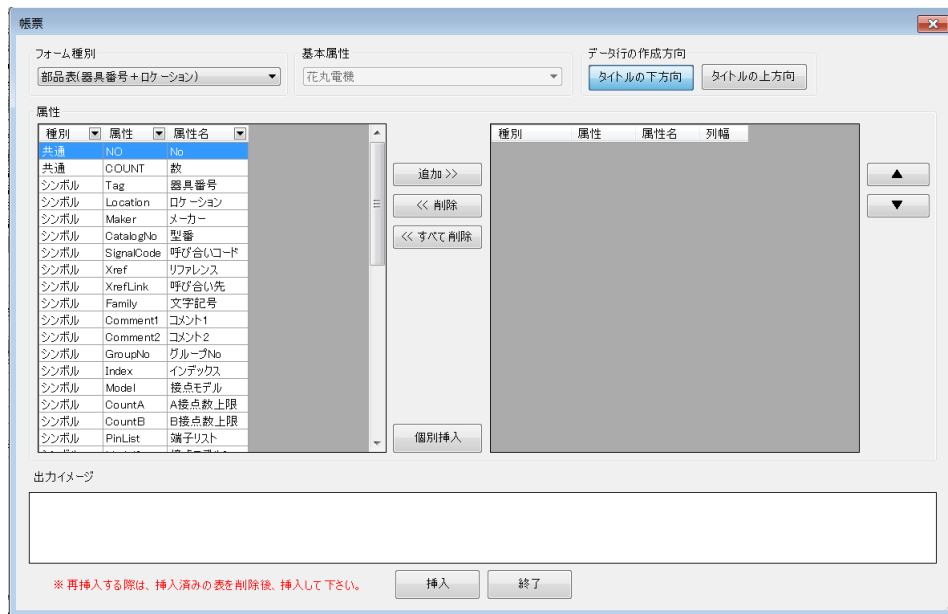 帳票
フォーム種別
基本属性
データ行の作成方向
部品表(器具番号+ロケーション)
花丸電機
タイトルの下方向
タイトルの上方向
属性
種別 属性 属性名
種別 属性 属性名 列幅
共通 NO No
共通 COUNT 数
シンボル Tag 器具番号
シンボル Location ロケーション
シンボル Maker メーカー
シンボル CatalogNo 型番
シンボル SignalCode 呼び合いコード
シンボル Xref リファレンス
シンボル XrefLink 呼び合い先
シンボル Family 文字記号
シンボル Comment1 コメント1
シンボル Comment2 コメント2
シンボル GroupNo グループNo
シンボル Index インデックス
シンボル Model 接点モデル
シンボル CountA A接点数上限
シンボル CountB B接点数上限
シンボル PinList 端子リスト
追加 >>
<< 削除
<< すべて削除
個別挿入
▲
▼
出力イメージ
※ 再挿入する際は、挿入済みの表を削除後、挿入して下さい。
挿入
終了